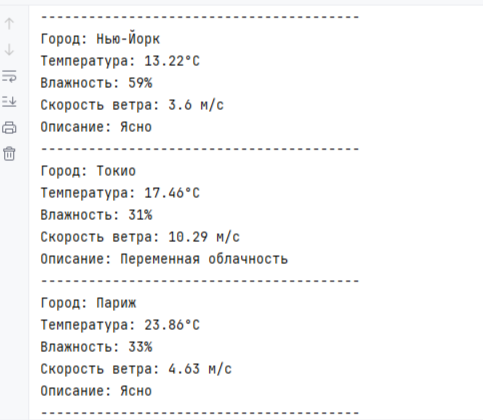 ----------------------------------------
Город: Нью-Йорк
Температура: 13.22°C
Влажность: 59%
Скорость ветра: 3.6 м/с
Описание: Ясно
----------------------------------------
Город: Токио
Температура: 17.46°C
Влажность: 31%
Скорость ветра: 10.29 м/с
Описание: Переменная облачность
----------------------------------------
Город: Париж
Температура: 23.86°C
Влажность: 33%
Скорость ветра: 4.63 м/с
Описание: Ясно
----------------------------------------